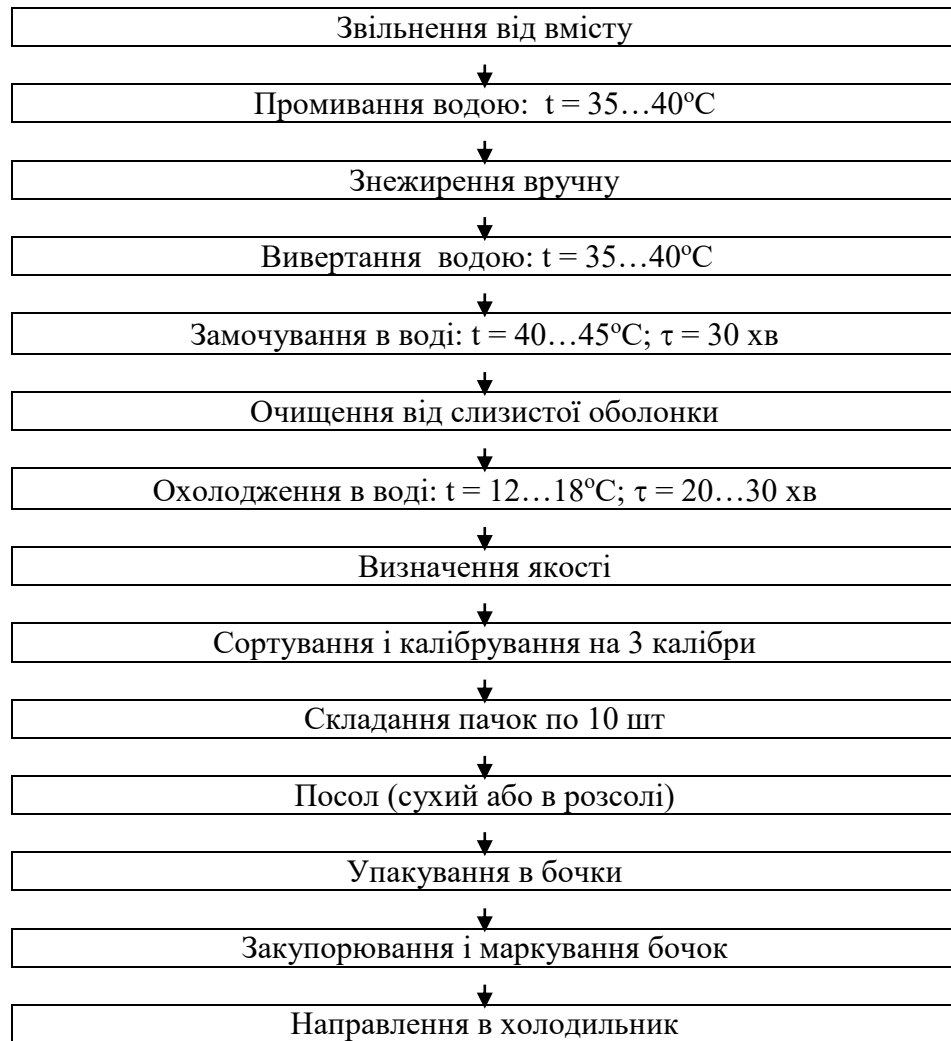 Звільнення від вмісту
Промивання водою: t = 35…40ºС
Знежирення вручну
Вивертання водою: t = 35…40ºС
Замочування в воді: t = 40…45ºС; τ = 30 хв
Очищення від слизистої оболонки
Охолодження в воді: t = 12…18ºС; τ = 20…30 хв
Визначення якості
Сортування і калібрування на 3 калібри
Складання пачок по 10 шт
Посол (сухий або в розсолі)
Упакування в бочки
Закупорювання і маркування бочок
Направлення в холодильник